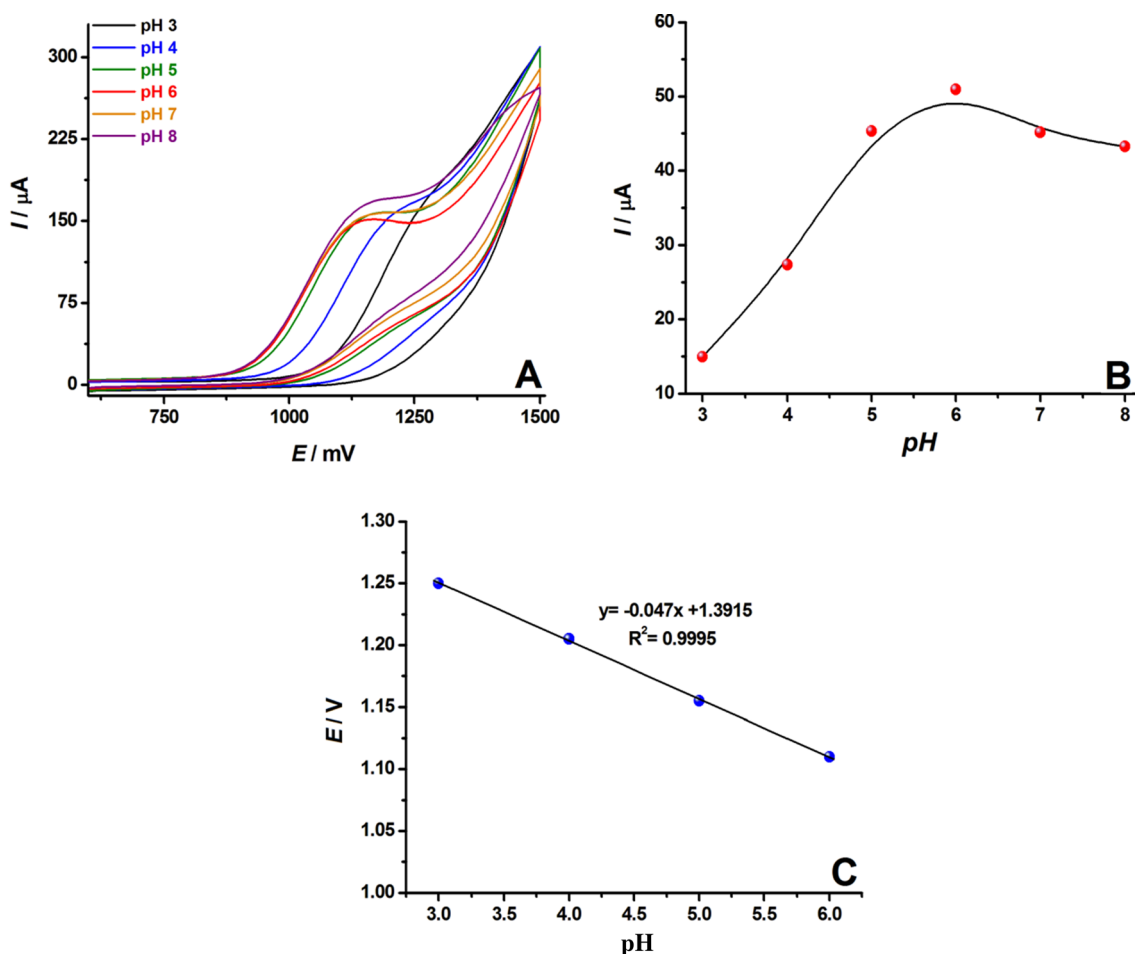 pH 3
pH 4
pH 5
pH 6
pH 7
pH 8
300
225
150
75
0
I / µA
750
1000
1250
1500
E / mV
A
60
50
40
30
20
10
I / µA
3
4
5
6
7
8
pH
B
1.30
1.25
1.20
1.15
1.10
1.05
1.00
E / V
y= -0.047x +1.3915
R²= 0.9995
3.0
3.5
4.0
4.5
5.0
5.5
6.0
pH
C